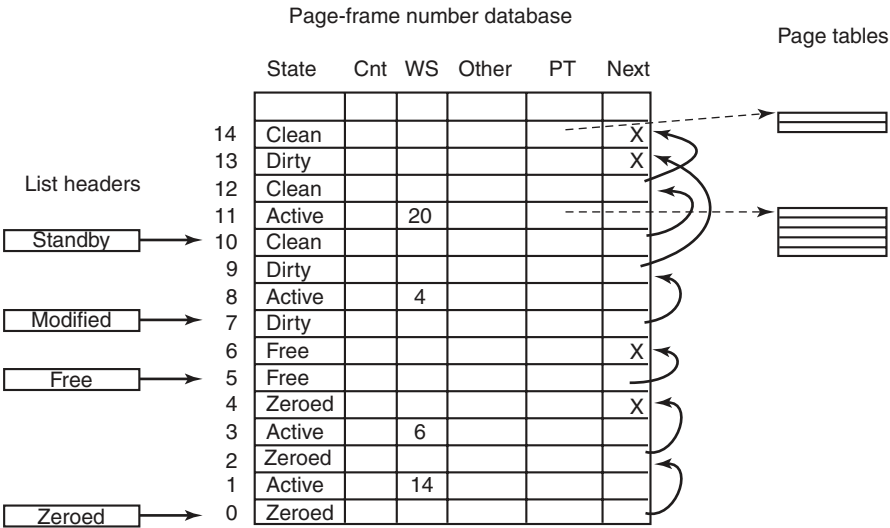 Page-frame number database
Page tables
State Cnt WS Other PT Next
14 Clean X
13 Dirty X
List headers
12 Clean
11 Active 20
Standby 10 Clean
9 Dirty
8 Active 4
Modified 7 Dirty
6 Free X
Free 5 Free
4 Zeroed X
3 Active 6
2 Zeroed
1 Active 14
Zeroed 0 Zeroed